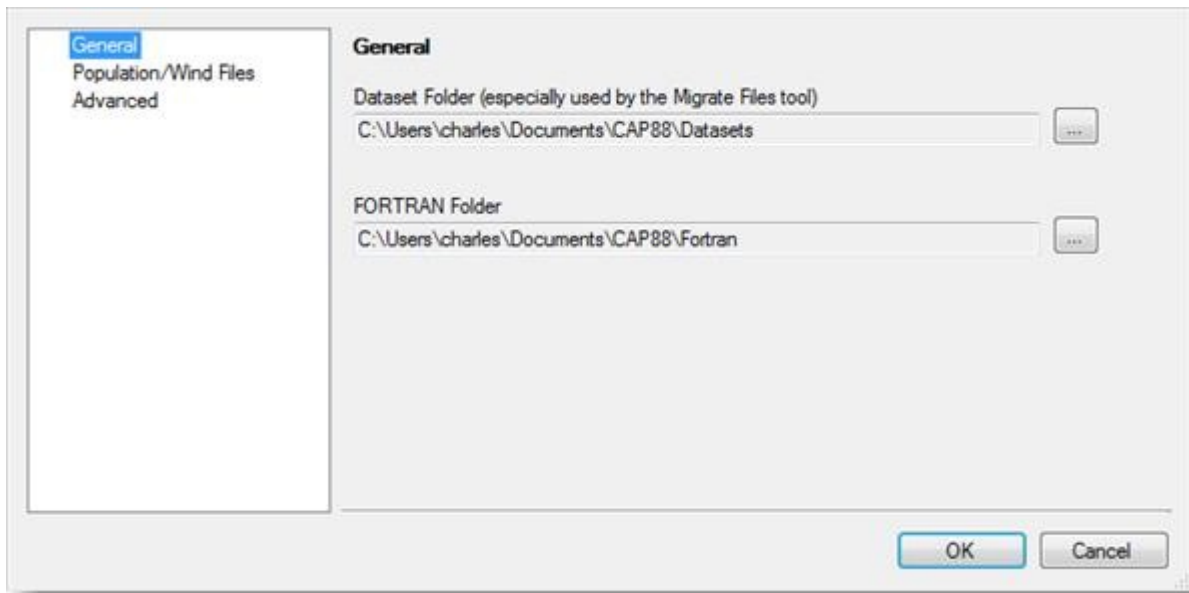 General
Population/Wind Files
Advanced
General
Dataset Folder (especially used by the Migrate Files tool)
C:\Users\charles\Documents\CAP88\Datasets
...
FORTRAN Folder
C:\Users\charles\Documents\CAP88\Fortran
...
OK
Cancel